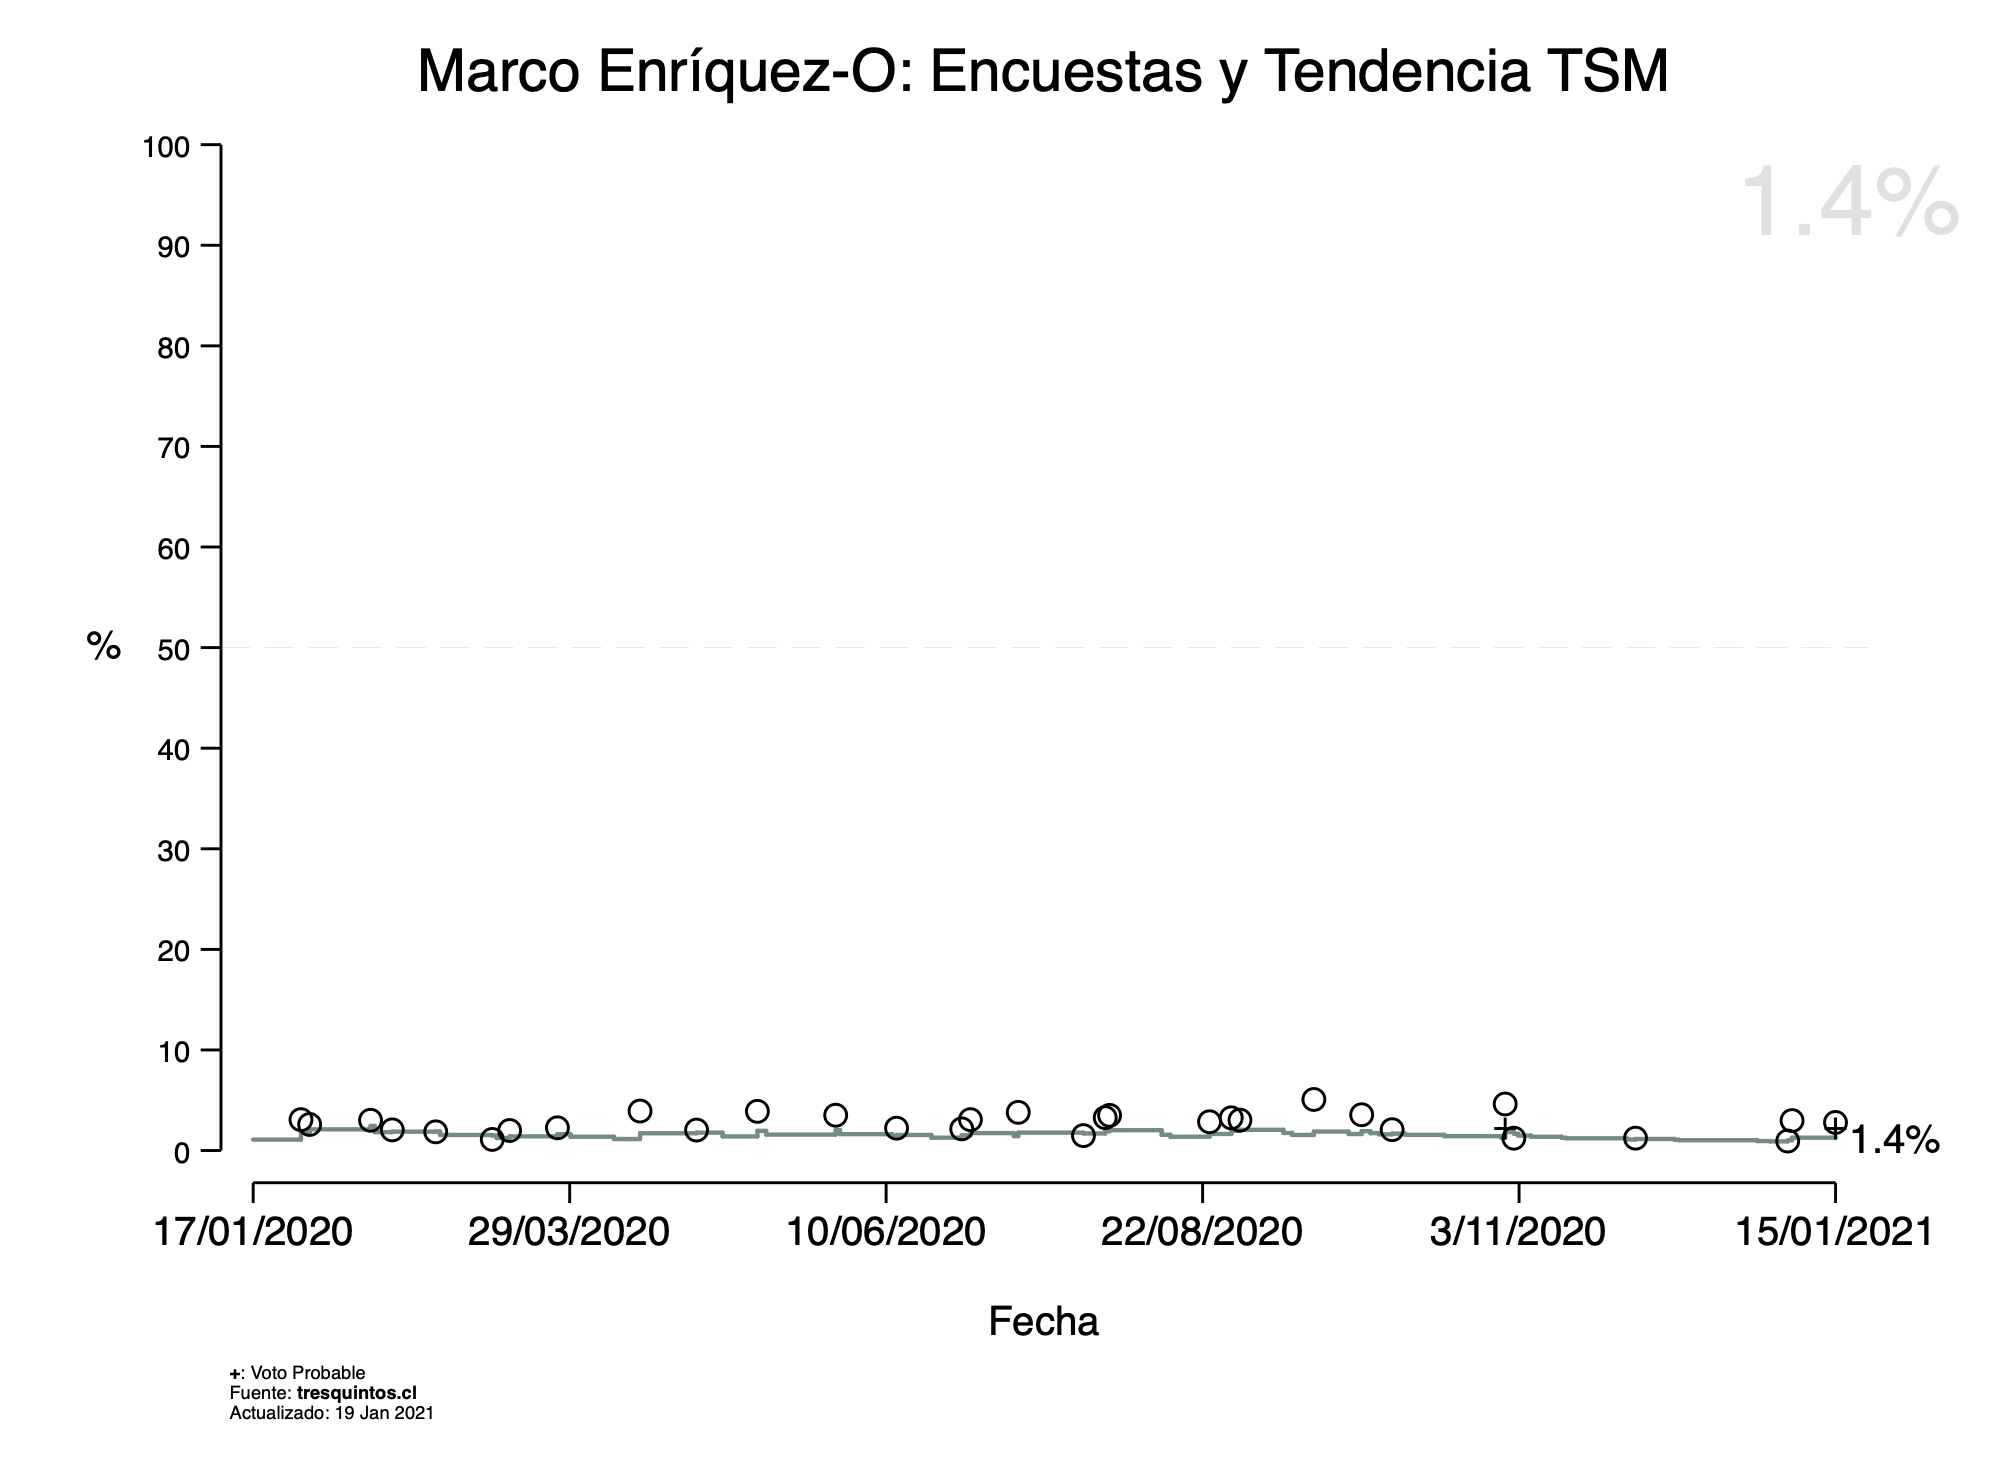 Marco Enríquez-O: Encuestas y Tendencia TSM
1.4%
100
90
80
70
60
% 50
40
30
20
10
0
1.4%
17/01/2020 29/03/2020 10/06/2020 22/08/2020 3/11/2020 15/01/2021
Fecha
+: Voto Probable
Fuente: tresquintos.cl
Actualizado: 19 Jan 2021